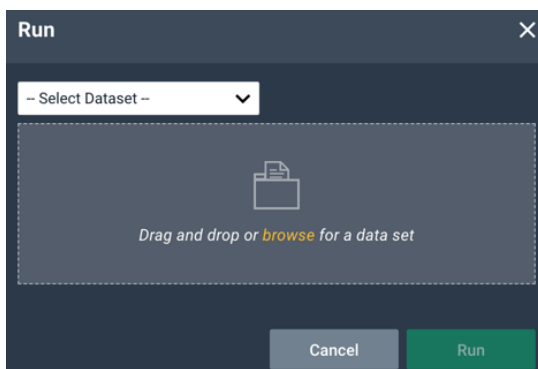 Run
-- Select Dataset --
Drag and drop or browse for a data set
Cancel Run